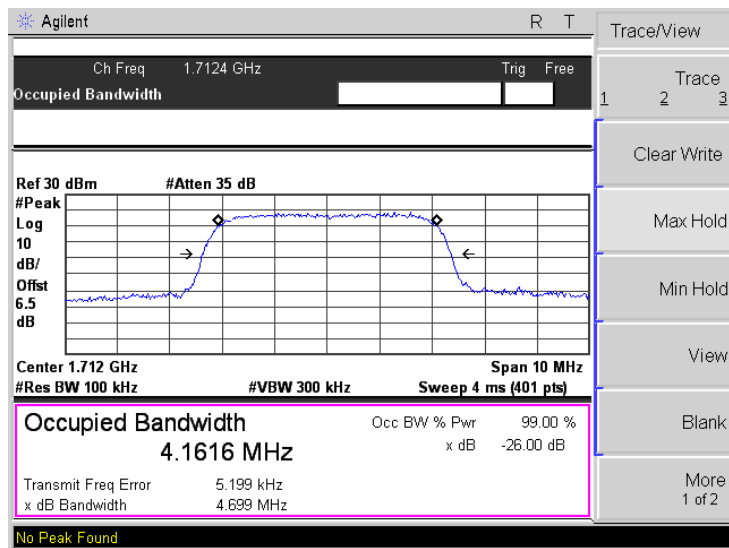 Agilent R T
Trace/View
Ch Freq 1.7124 GHz Trig Free
Occupied Bandwidth
Trace
1 2 3
Clear Write
Ref 30 dBm #Atten 35 dB
#Peak
Log
10
dB/
Offst
6.5
dB
Max Hold
Min Hold
Center 1.712 GHz Span 10 MHz
#Res BW 100 kHz #VBW 300 kHz Sweep 4 ms (401 pts)
View
Occupied Bandwidth Occ BW % Pwr 99.00 %
4.1616 MHz x dB -26.00 dB
Blank
Transmit Freq Error 5.199 kHz
x dB Bandwidth 4.699 MHz
More
1 of 2
No Peak Found